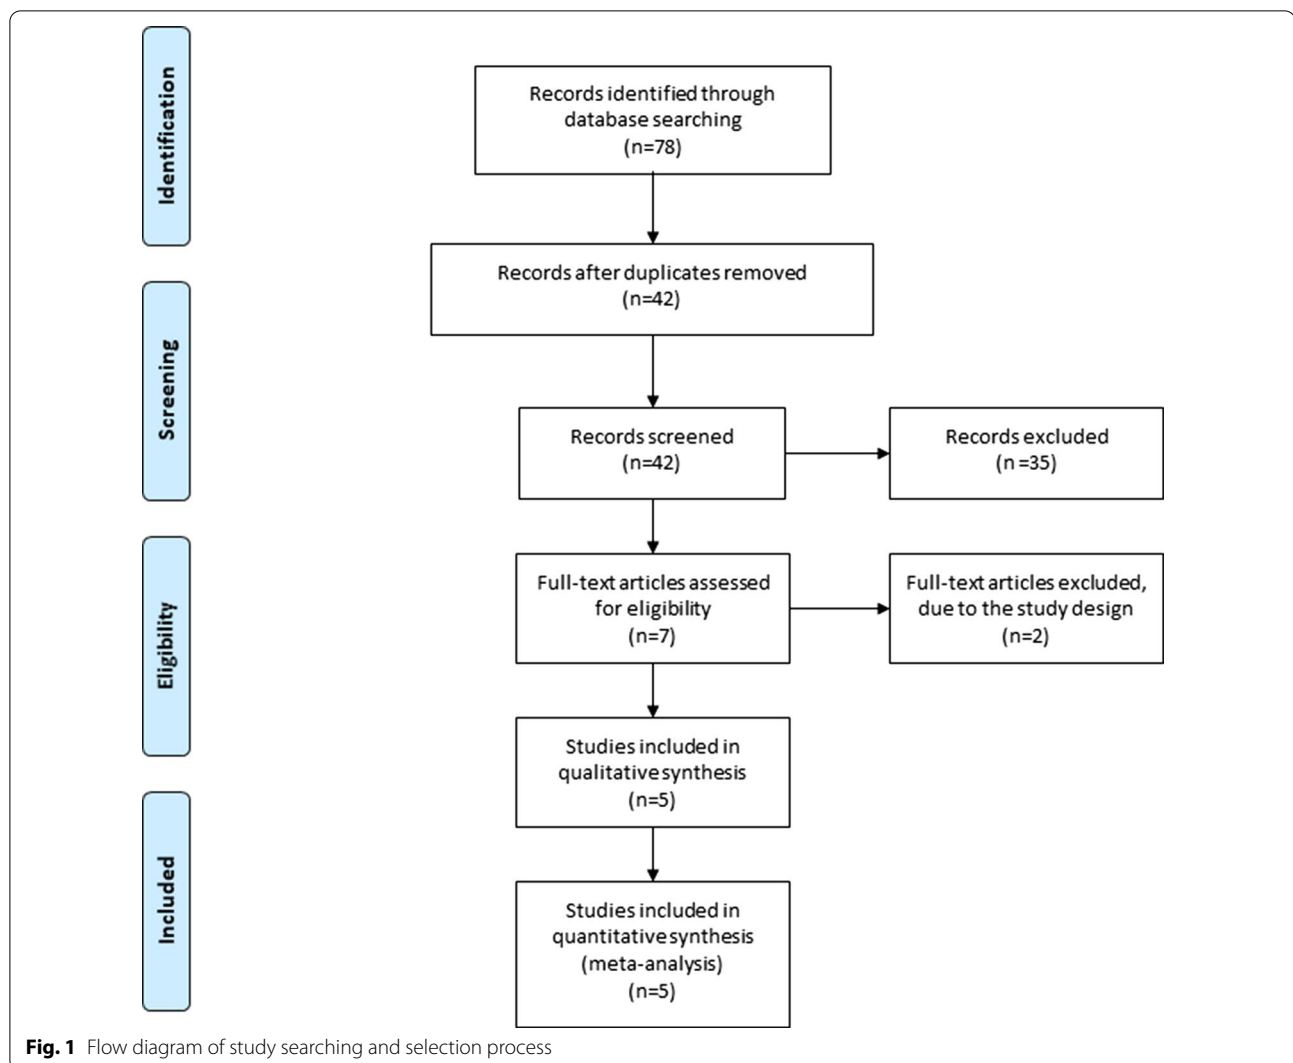 Identification
Records identified through
database searching
(n=78)
Records after duplicates removed
(n=42)
Screening
Records screened
(n=42)
Records excluded
(n =35)
Eligibility
Full-text articles assessed
for eligibility
(n=7)
Full-text articles excluded,
due to the study design
(n=2)
Studies included in
qualitative synthesis
(n=5)
Included
Studies included in
quantitative synthesis
(meta-analysis)
(n=5)
Fig. 1 Flow diagram of study searching and selection process